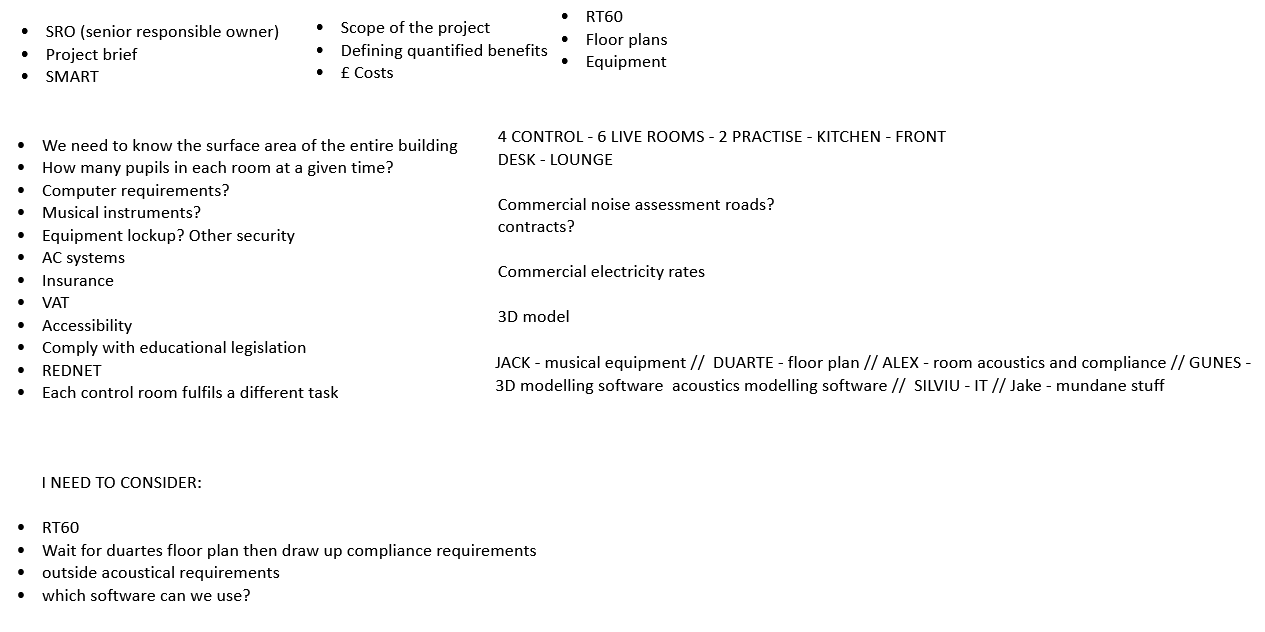 • SRO (senior responsible owner)
• Project brief
• SMART
• Scope of the project
• Defining quantified benefits
• £ Costs
• RT60
• Floor plans
• Equipment
• We need to know the surface area of the entire building
• How many pupils in each room at a given time?
• Computer requirements?
• Musical instruments?
• Equipment lockup? Other security
• AC systems
• Insurance
• VAT
• Accessibility
• Comply with educational legislation
• REDNET
• Each control room fulfils a different task
4 CONTROL - 6 LIVE ROOMS - 2 PRACTISE - KITCHEN - FRONT
DESK - LOUNGE
Commercial noise assessment roads?
contracts?
Commercial electricity rates
3D model
JACK - musical equipment // DUARTE - floor plan // ALEX - room acoustics and compliance // GUNES -
3D modelling software acoustics modelling software // SILVIU - IT // Jake - mundane stuff
I NEED TO CONSIDER:
• RT60
• Wait for duartes floor plan then draw up compliance requirements
• outside acoustical requirements
• which software can we use?